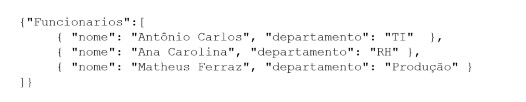 {"Funcionarios":[
{ "nome": "Antônio Carlos", "departamento": "TI" },
{ "nome": "Ana Carolina", "departamento": "RH" },
{ "nome": "Matheus Ferraz", "departamento": "Produção" }
]}